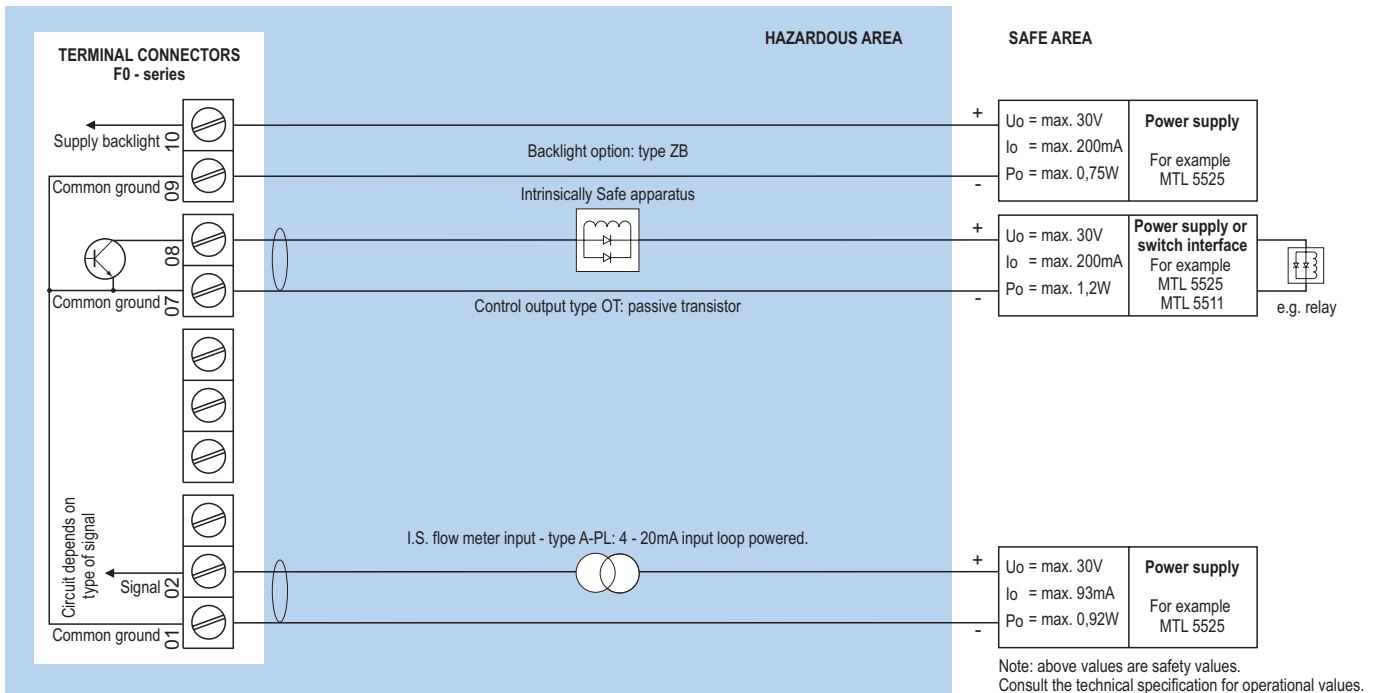 HAZARDOUS AREA
SAFE AREA
TERMINAL CONNECTORS
F0 - series
Supply backlight
10
Common ground
09
08
Common ground
07
Circuit depends on
type of signal
Signal
02
Common ground
01
Backlight option: type ZB
Intrinsically Safe apparatus
Control output type OT: passive transistor
I.S. flow meter input - type A-PL: 4 - 20mA input loop powered.
+
-
Uo = max. 30V
Io = max. 200mA
Po = max. 0,75W
Power supply
For example
MTL 5525
+
-
Uo = max. 30V
Io = max. 200mA
Po = max. 1,2W
Power supply or
switch interface
For example
MTL 5525
MTL 5511
e.g. relay
+
-
Uo = max. 30V
Io = max. 93mA
Po = max. 0,92W
Power supply
For example
MTL 5525
Note: above values are safety values.
Consult the technical specification for operational values.